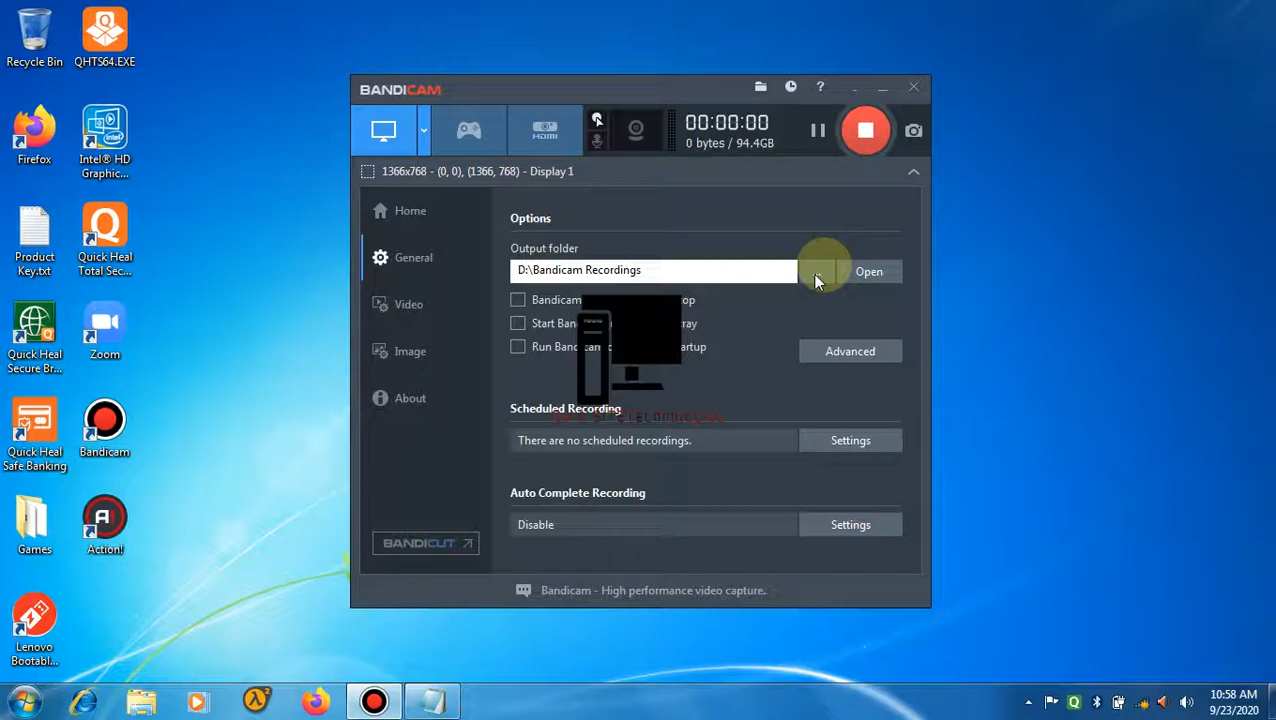 Recycle Bin
QHTS64.EXE
Firefox
Intel® HD
Graphic...
Product
Key.txt
Quick Heal
Total Sec...
Quick Heal
Secure Br...
Zoom
Quick Heal
Safe Banking
Bandicam
Games
Action!
Lenovo
Bootabl...
BANDICAM
?
HDMI
00:00:00
0 bytes / 94.4GB
1366x768 - (0, 0), (1366, 768) - Display 1
Home
General
Video
Image
About
BANDICUT
Options
Output folder
D:\Bandicam Recordings
Open
Bandicam
Start Ban
Run Bandicam
Advanced
Scheduled Recording
There are no scheduled recordings.
Settings
Auto Complete Recording
Disable
Settings
Bandicam - High performance video capture.
10:58 AM
9/23/2020